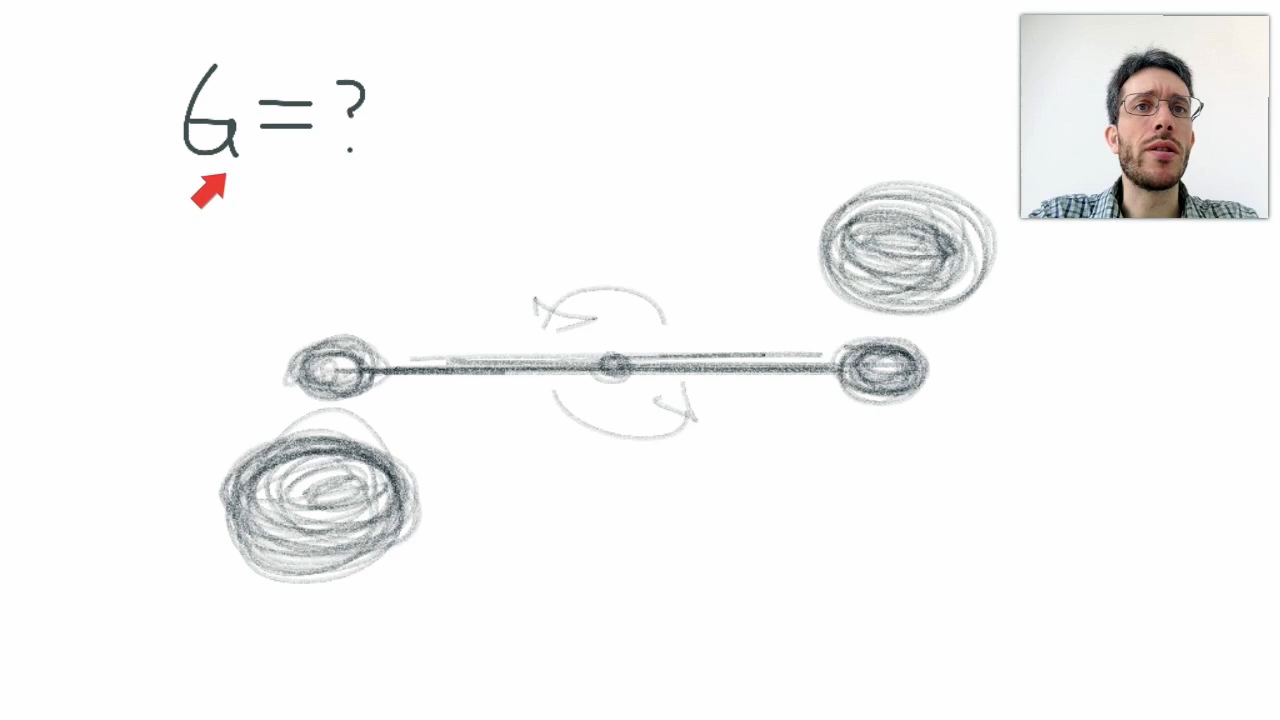 G = ?